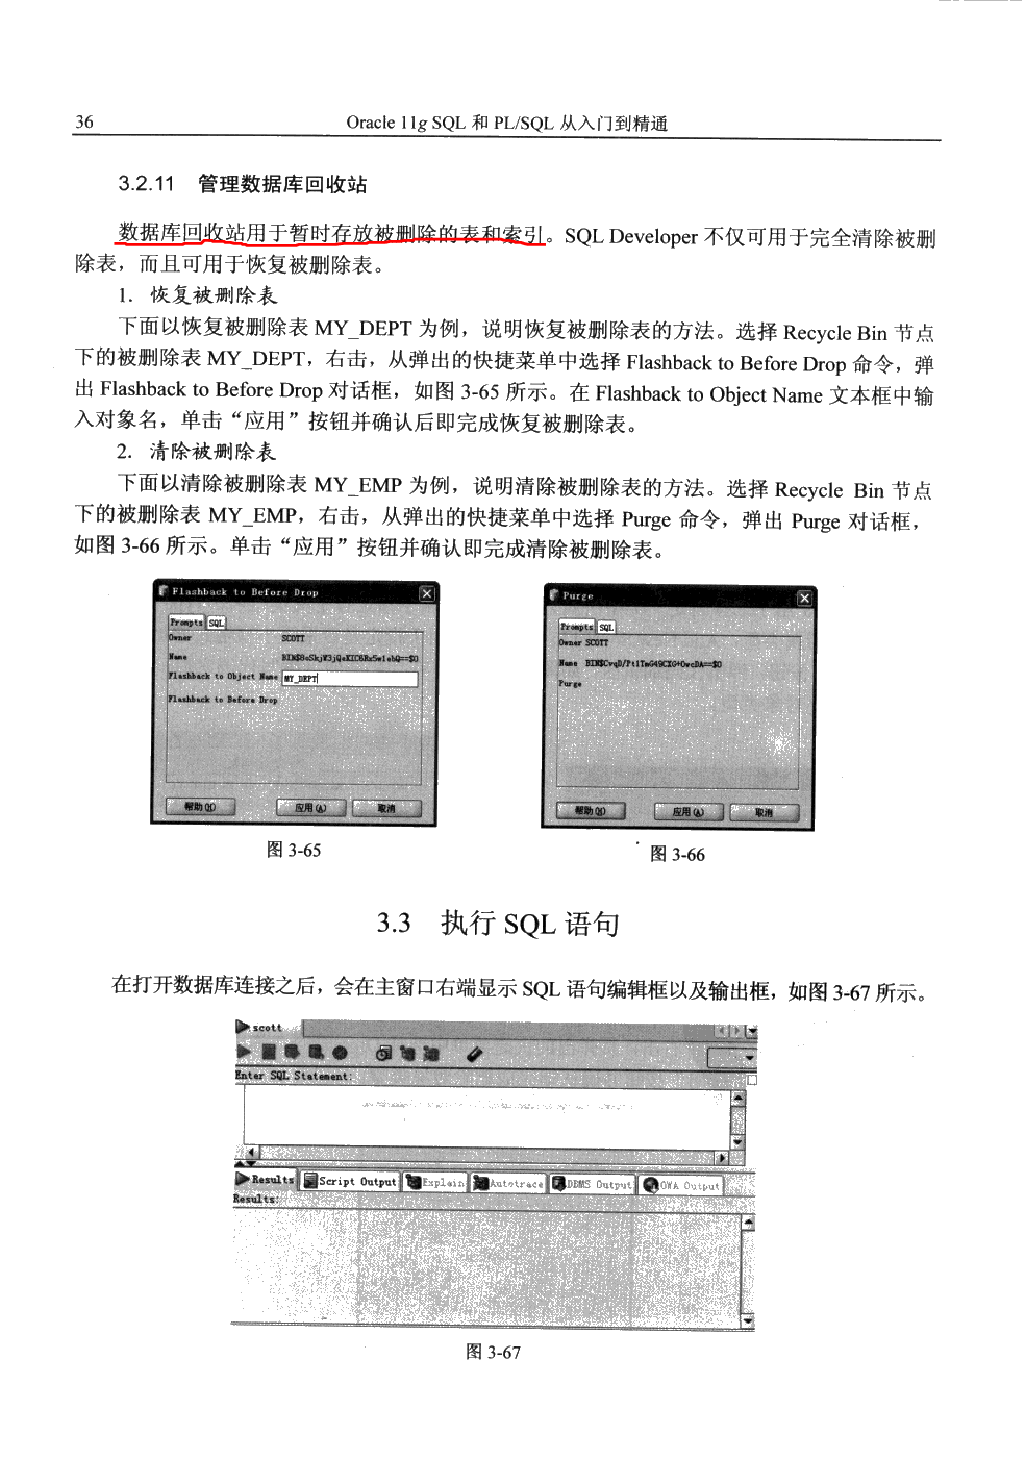 36
Oracle 11g SQL 和 PL/SQL 从入门到精通
3.2.11 管理数据库回收站
数据库回收站用于暂时存放被删除的表和索引。SQL Developer 不仅可用于完全清除被删
除表，而且可用于恢复被删除表。
1. 恢复被删除表
下面以恢复被删除表 MY_DEPT 为例，说明恢复被删除表的方法。选择 Recycle Bin 节点
下的被删除表 MY_DEPT，右击，从弹出的快捷菜单中选择 Flashback to Before Drop 命令，弹
出 Flashback to Before Drop 对话框，如图 3-65 所示。在 Flashback to Object Name 文本框中输
入对象名，单击“应用”按钮并确认后即完成恢复被删除表。
2. 清除被删除表
下面以清除被删除表 MY_EMP 为例，说明清除被删除表的方法。选择 Recycle Bin 节点
下的被删除表 MY_EMP，右击，从弹出的快捷菜单中选择 Purge 命令，弹出 Purge 对话框，
如图 3-66 所示。单击“应用”按钮并确认即完成清除被删除表。
Flashback to Before Drop
Prompts SQL
Owner SCOTT
Name
Flashback to Object Name MY_DEPT
Flashback to Before Drop
帮助(H) 应用(A) 取消
图 3-65
Purge
Prompts SQL
Owner SCOTT
Name
Purge
帮助(H) 应用(A) 取消
图 3-66
3.3 执行 SQL 语句
在打开数据库连接之后，会在主窗口右端显示 SQL 语句编辑框以及输出框，如图 3-67 所示。
scott
Enter SQL Statement:
Results Script Output Explain Autotrace DBMS Output OWA Output
Results:
图 3-67